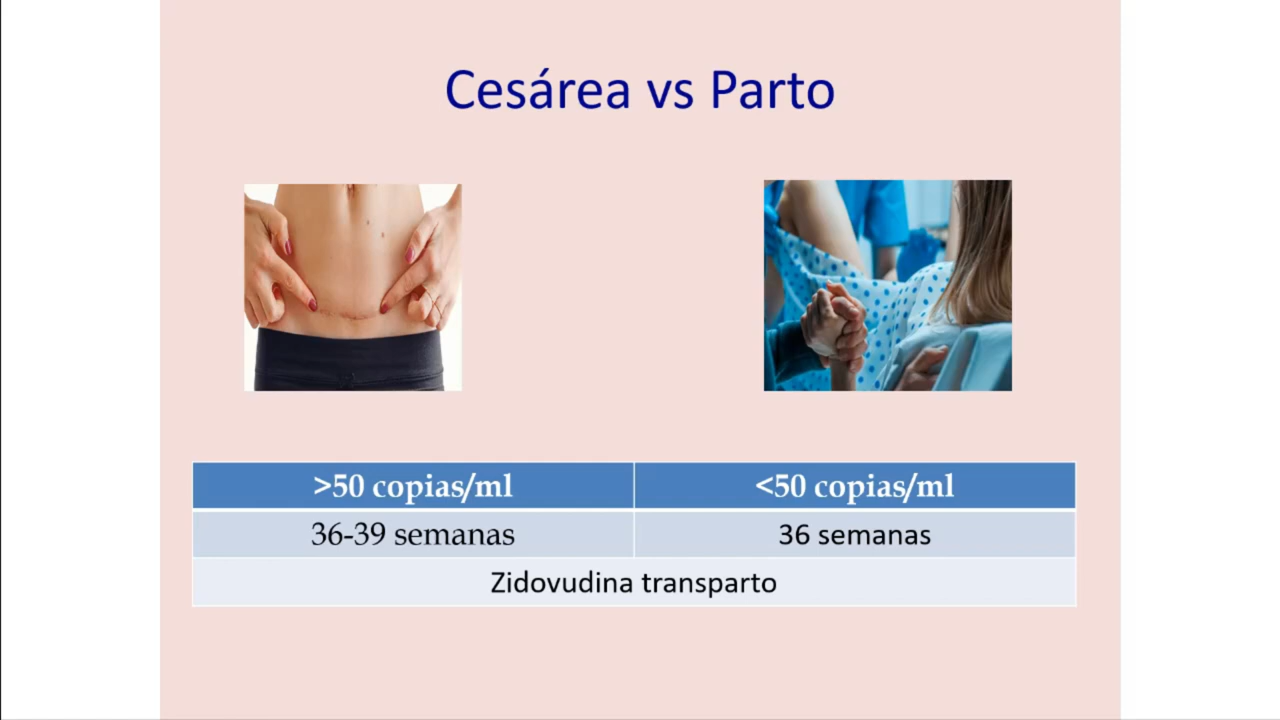 Cesárea vs Parto
>50 copias/ml
<50 copias/ml
36-39 semanas
36 semanas
Zidovudina transparto